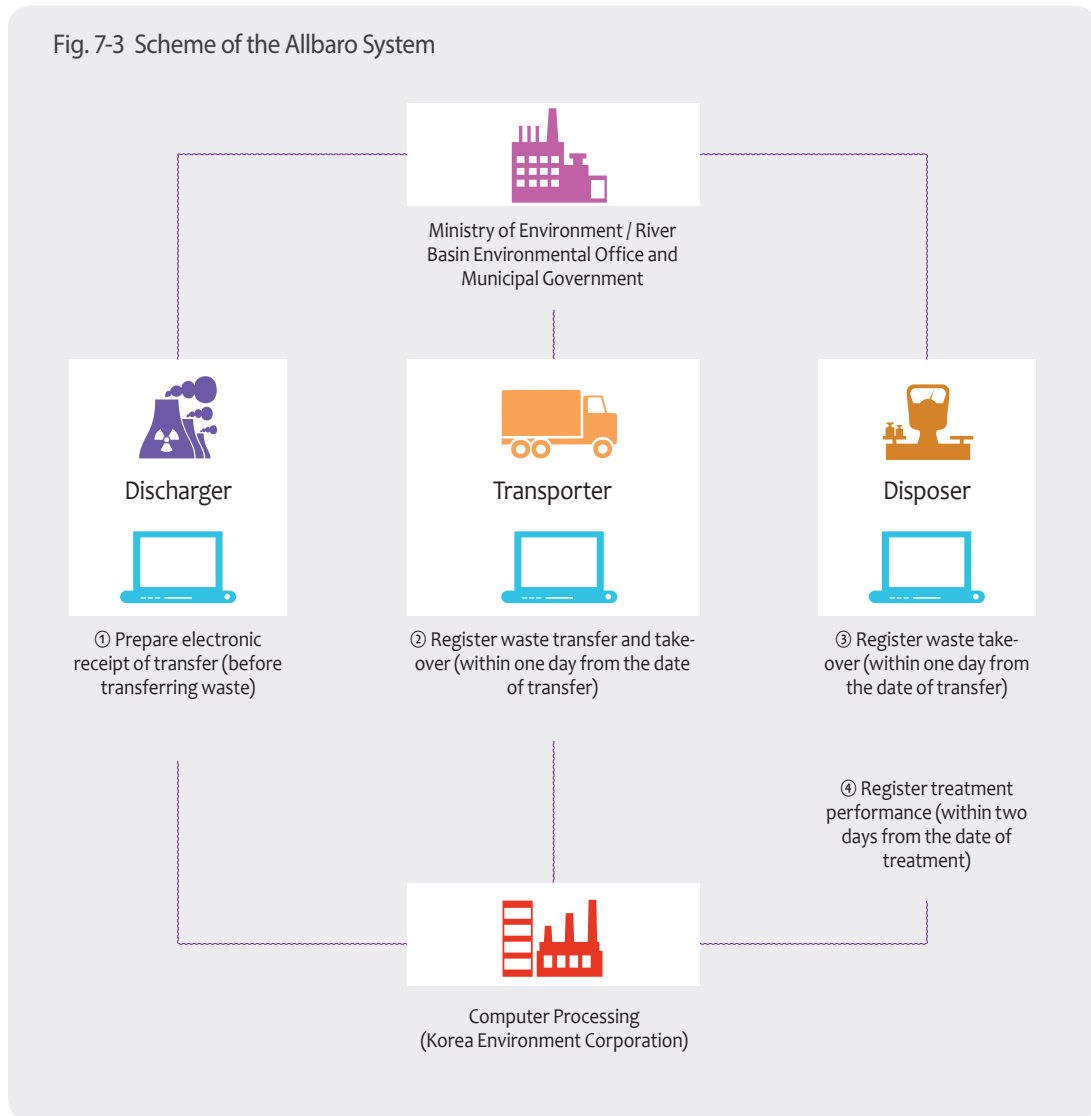 Fig. 7-3 Scheme of the Allbaro System
Ministry of Environment / River
Basin Environmental Office and
Municipal Government
Discharger
Transporter
Disposer
① Prepare electronic
receipt of transfer (before
transferring waste)
② Register waste transfer and take-
over (within one day from the date
of transfer)
③ Register waste take-
over (within one day from
the date of transfer)
④ Register treatment
performance (within two
days from the date of
treatment)
Computer Processing
(Korea Environment Corporation)